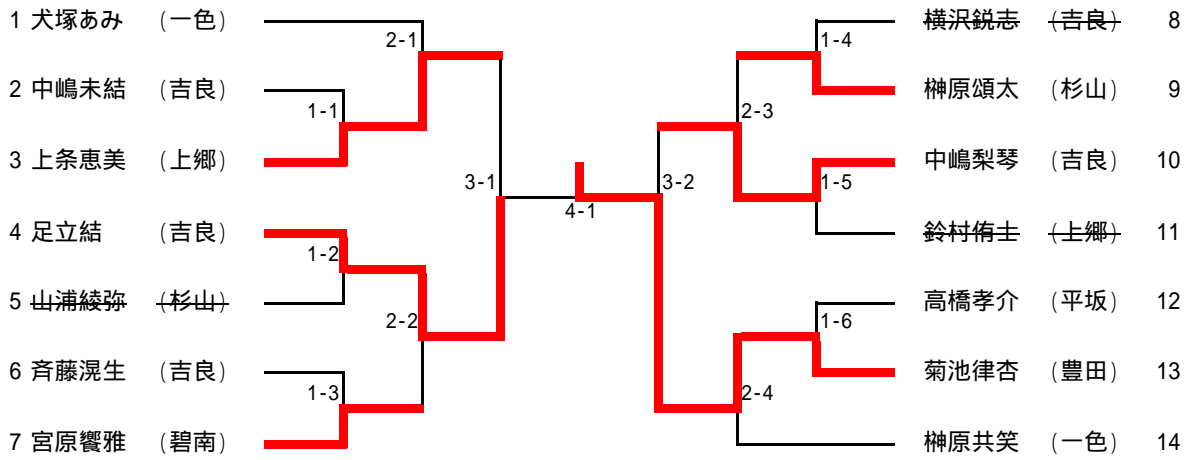 1 犬塚あみ (一色)
2 中嶋未結 (吉良)
3 上条恵美 (上郷)
4 足立結 (吉良)
5 山浦綾弥 (杉山)
6 斉藤滉生 (吉良)
7 宮原響雅 (碧南)
2-1
1-1
3-1
1-2
2-2
1-3
4-1
1-4
2-3
3-2
1-5
1-6
2-4
横沢鋭志 (吉良) 8
榊原頌太 (杉山) 9
中嶋梨琴 (吉良) 10
鈴村侑圭 (上郷) 11
高橋孝介 (平坂) 12
菊池律杏 (豊田) 13
榊原共笑 (一色) 14